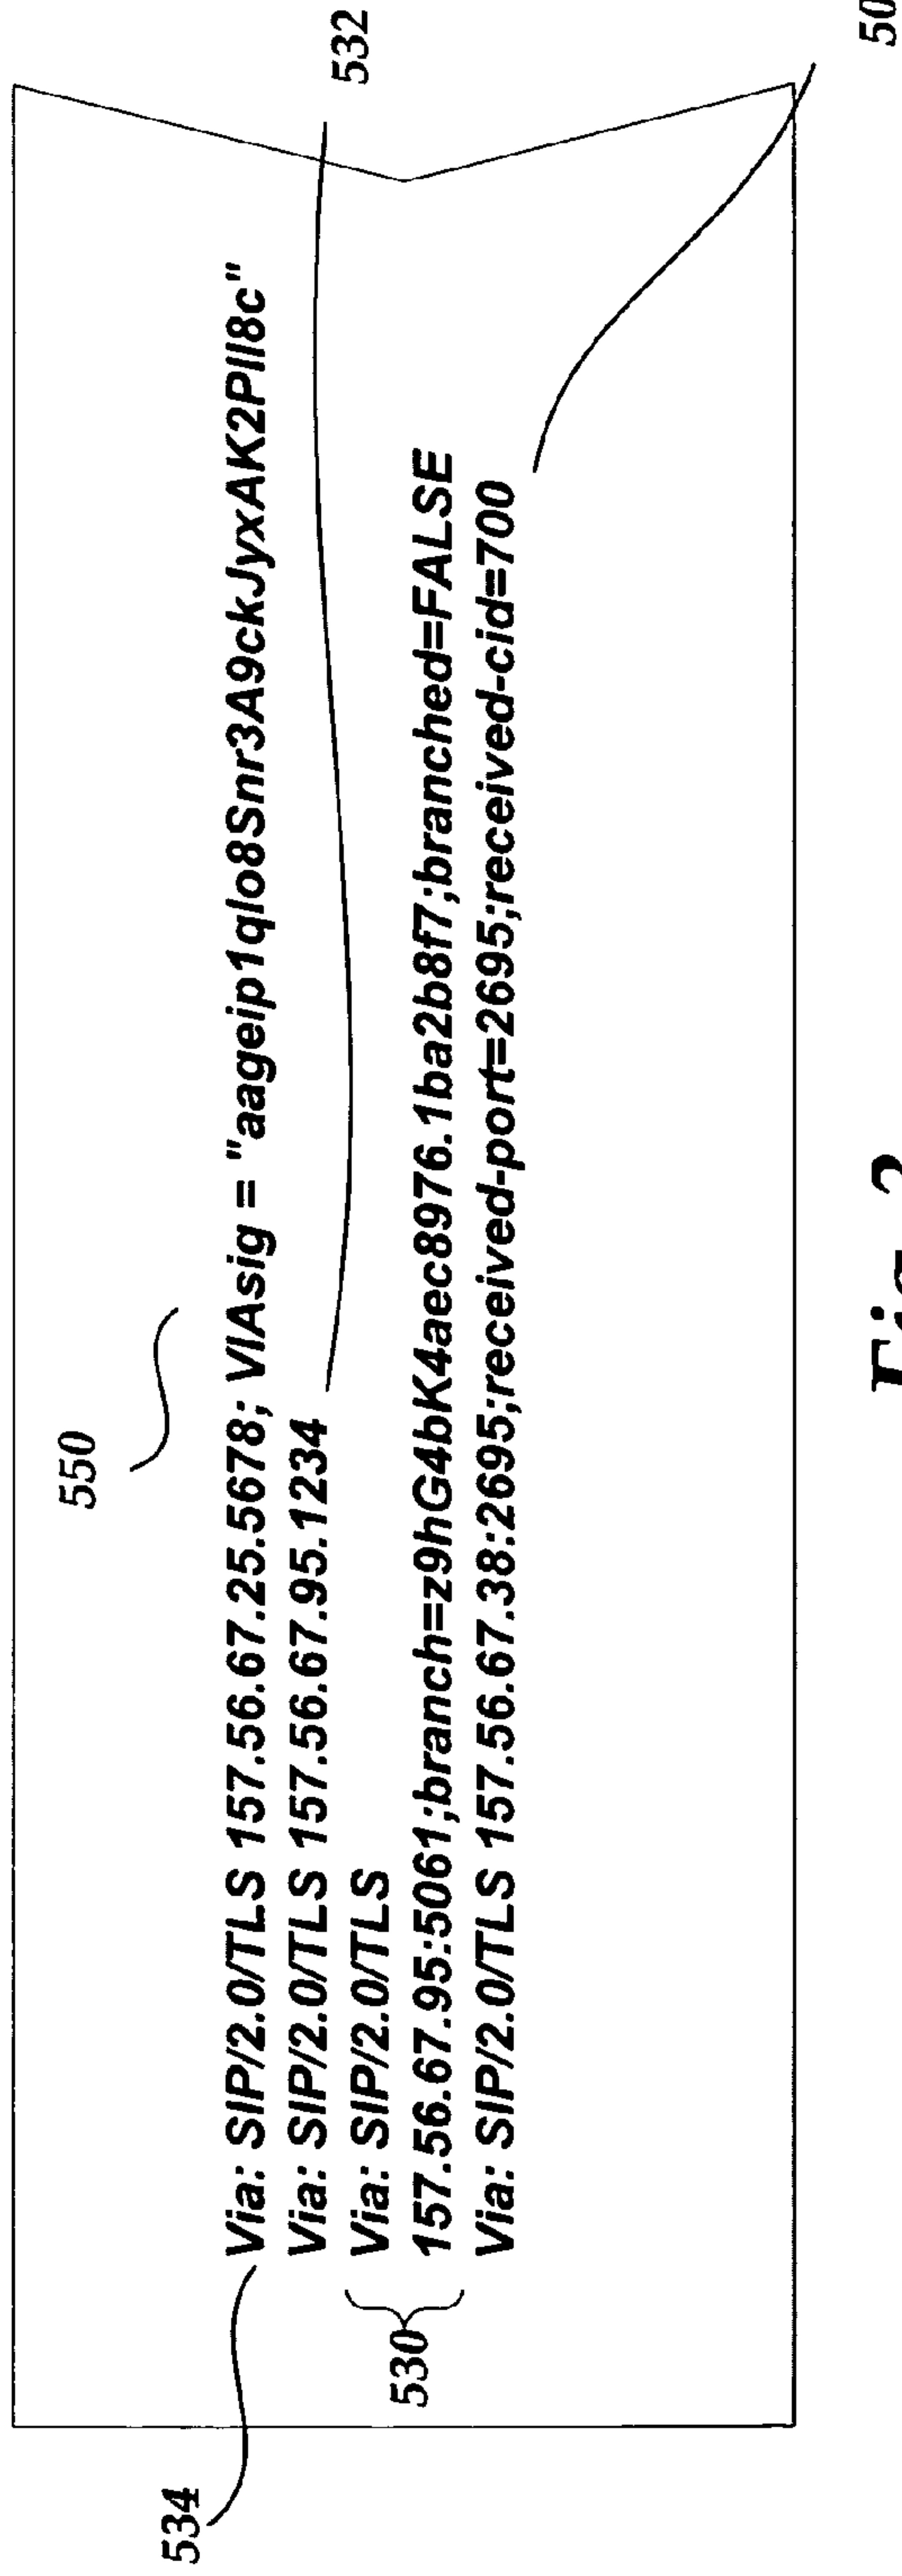 550
534
Via: SIP/2.0/TLS 157.56.67.25.5678; VIAsig = "aageip1qlo8Snr3A9ckJyxAK2PII8c"
Via: SIP/2.0/TLS 157.56.67.95.1234
532
530
Via: SIP/2.0/TLS
157.56.67.95:5061;branch=z9hG4bK4aec8976.1ba2b8f7;branched=FALSE
Via: SIP/2.0/TLS 157.56.67.38:2695;received-port=2695;received-cid=700
50